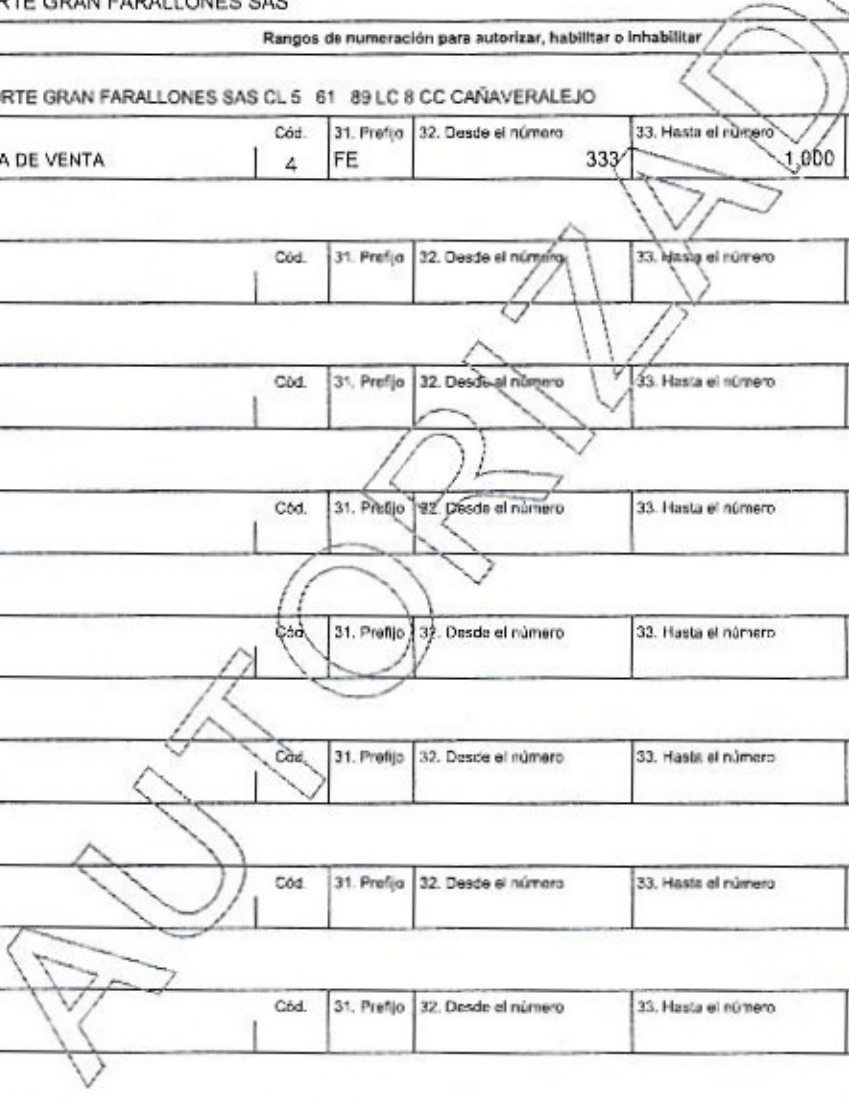 RTE GRAN FARALLONES SAS
Rangos de numeración para autorizar, habilitar o Inhabilitar
RTE GRAN FARALLONES SAS CL 5 61 89 LC 8 CC CAÑAVERALEJO
Cód. 31. Prefijo 32. Desde el número 33. Hasta el número
A DE VENTA 4 FE 333 1,000
Cód. 31. Prefijo 32. Desde el número 33. Hasta el número
Cód. 31. Prefijo 32. Desde el número 33. Hasta el número
Cód. 31. Prefijo 32. Desde el número 33. Hasta el número
Cód. 31. Prefijo 32. Desde el número 33. Hasta el número
Cód. 31. Prefijo 32. Desde el número 33. Hasta el número
Cód. 31. Prefijo 32. Desde el número 33. Hasta el número
Cód. 31. Prefijo 32. Desde el número 33. Hasta el número
AUTORIZAD